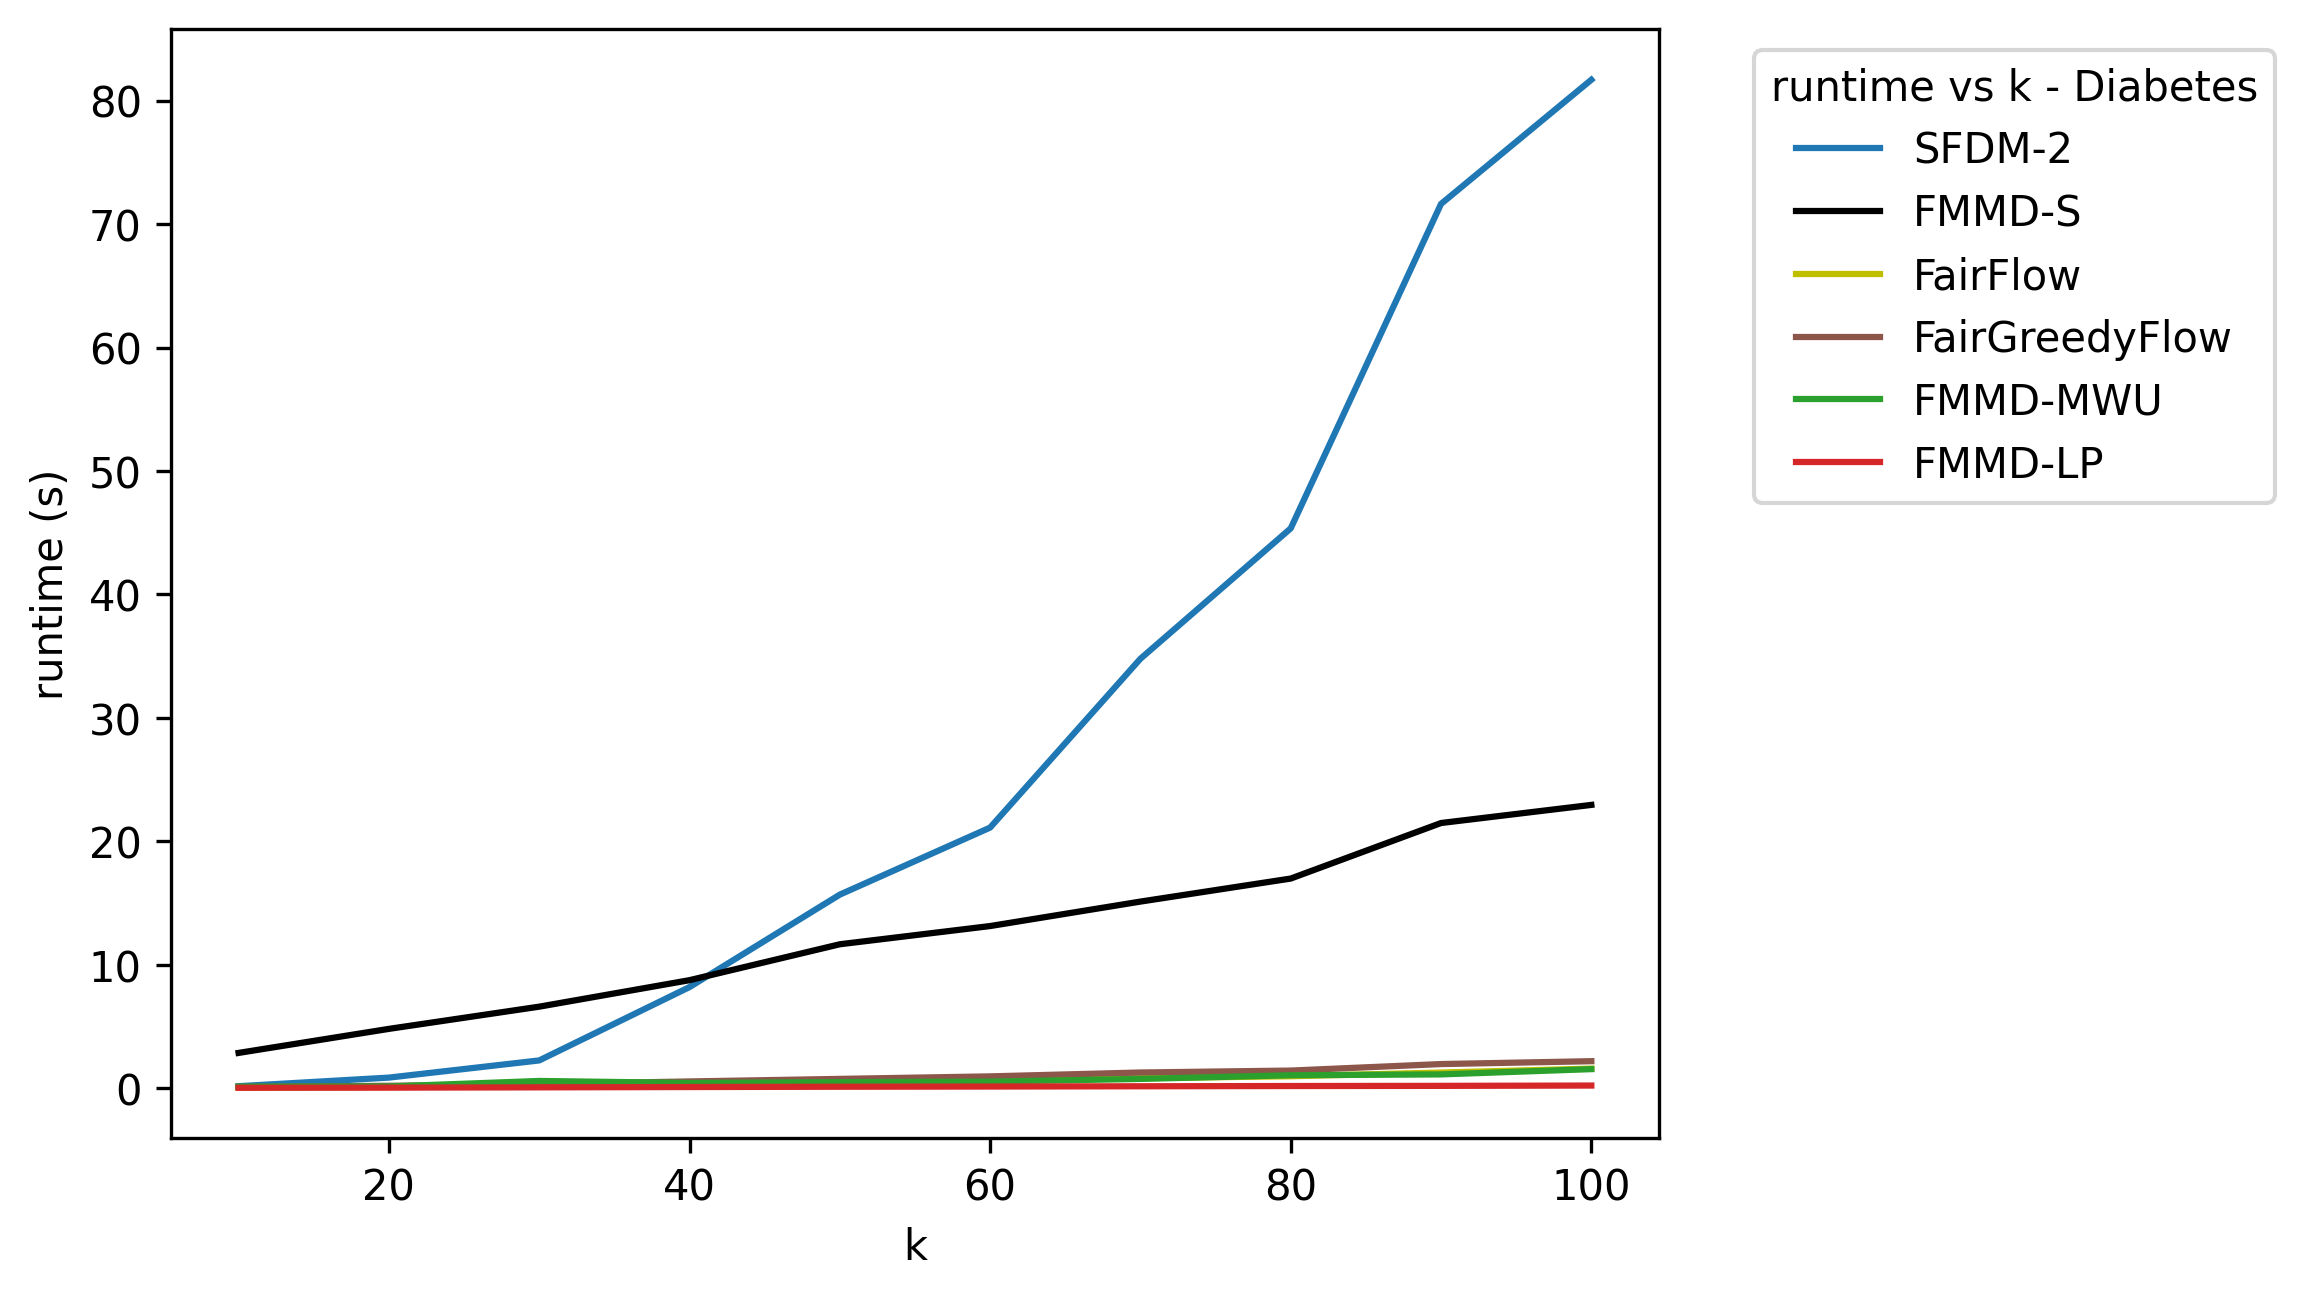 runtime vs k - Diabetes
SFDM-2
FMMD-S
FairFlow
FairGreedyFlow
FMMD-MWU
FMMD-LP
runtime (s)
80
70
60
50
40
30
20
10
0
20 40 60 80 100
k